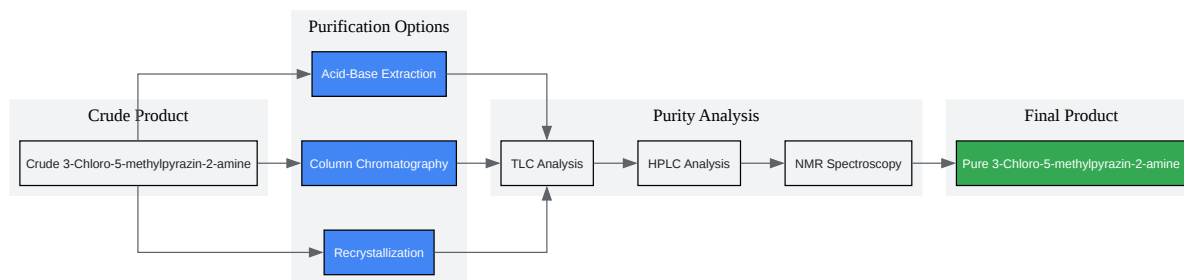 Purification Options
Acid-Base Extraction
Crude Product
Crude 3-Chloro-5-methylpyrazin-2-amine
Column Chromatography
Recrystallization
Purity Analysis
TLC Analysis
HPLC Analysis
NMR Spectroscopy
Final Product
Pure 3-Chloro-5-methylpyrazin-2-amine